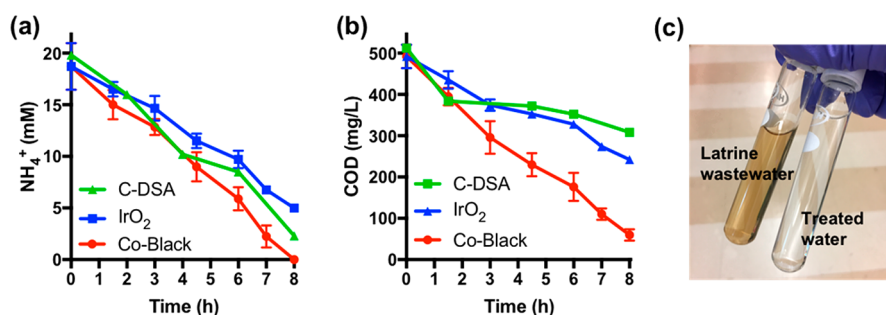 (a)
20
15
10
5
0
NH4+ (mM)
C-DSA
IrO2
Co-Black
0 1 2 3 4 5 6 7 8
Time (h)
(b)
500
400
300
200
100
0
COD (mg/L)
C-DSA
IrO2
Co-Black
0 1 2 3 4 5 6 7 8
Time (h)
(c)
Latrine
wastewater
Treated
water